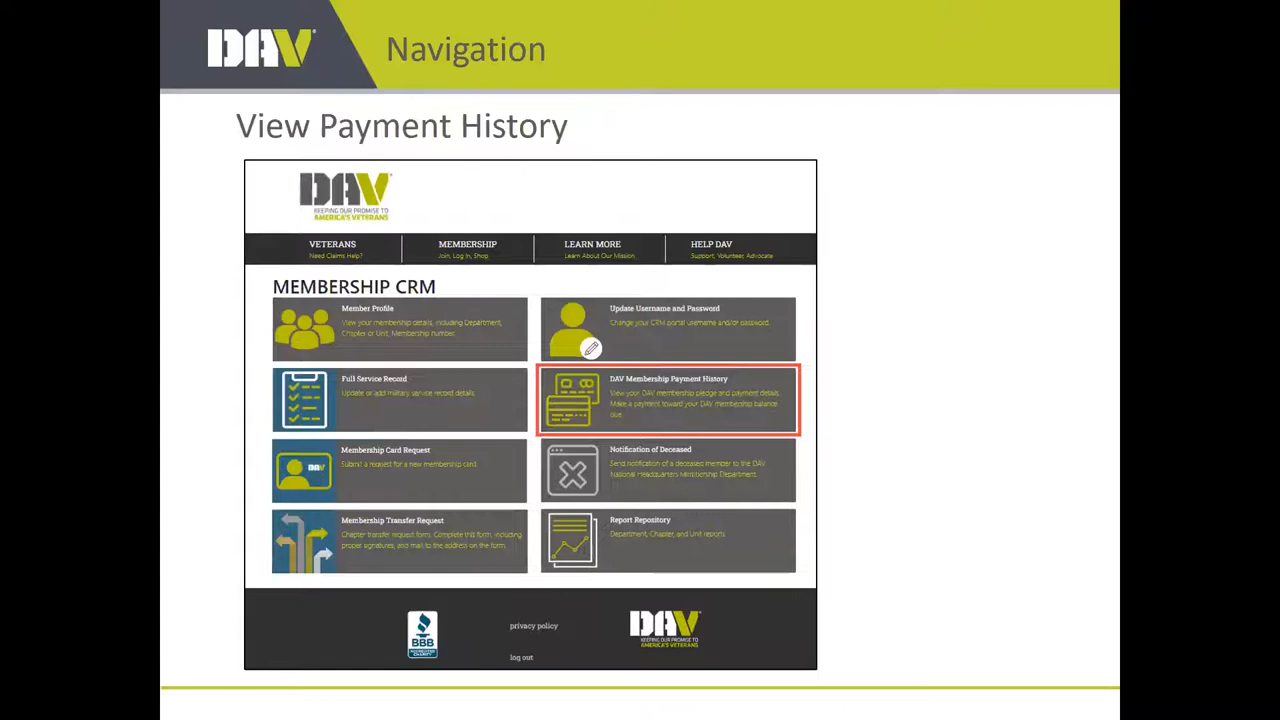 DAV
Navigation
View Payment History
DAV
KEEPING OUR PROMISE TO
AMERICA'S VETERANS
VETERANS
Need Claims Help?
MEMBERSHIP
Join, Log In, Shop
LEARN MORE
Learn About Our Mission
HELP DAV
Support, Volunteer, Advocate
MEMBERSHIP CRM
Member Profile
View your membership details, including Department,
Chapter or Unit, Membership number.
Update Username and Password
Change your CRM portal username and/or password.
Full Service Record
Update or add military service record details.
DAV Membership Payment History
View your DAV membership pledge and payment details.
Make a payment toward your DAV membership balance
due.
Membership Card Request
Submit a request for a new membership card.
DAV
Notification of Deceased
Send notification of a deceased member to the DAV
National Headquarters Membership Department.
Membership Transfer Request
Chapter transfer request form. Complete this form, including
proper signatures, and mail to the address on the form.
Report Repository
Department, Chapter, and Unit reports.
BBB
ACCREDITED
CHARITY
privacy policy
log out
DAV
KEEPING OUR PROMISE TO
AMERICA'S VETERANS